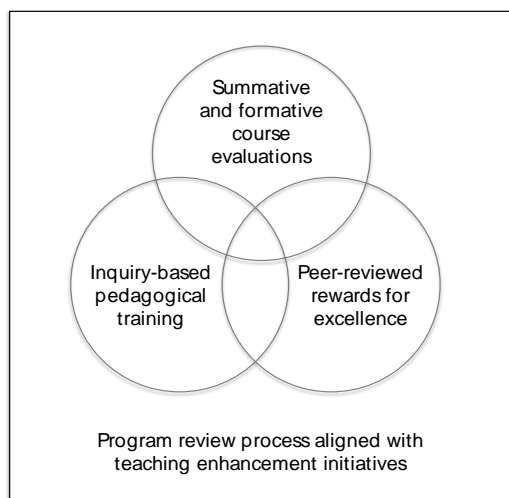 Summative
and formative
course
evaluations
Inquiry-based
pedagogical
training
Peer-reviewed
rewards for
excellence
Program review process aligned with
teaching enhancement initiatives